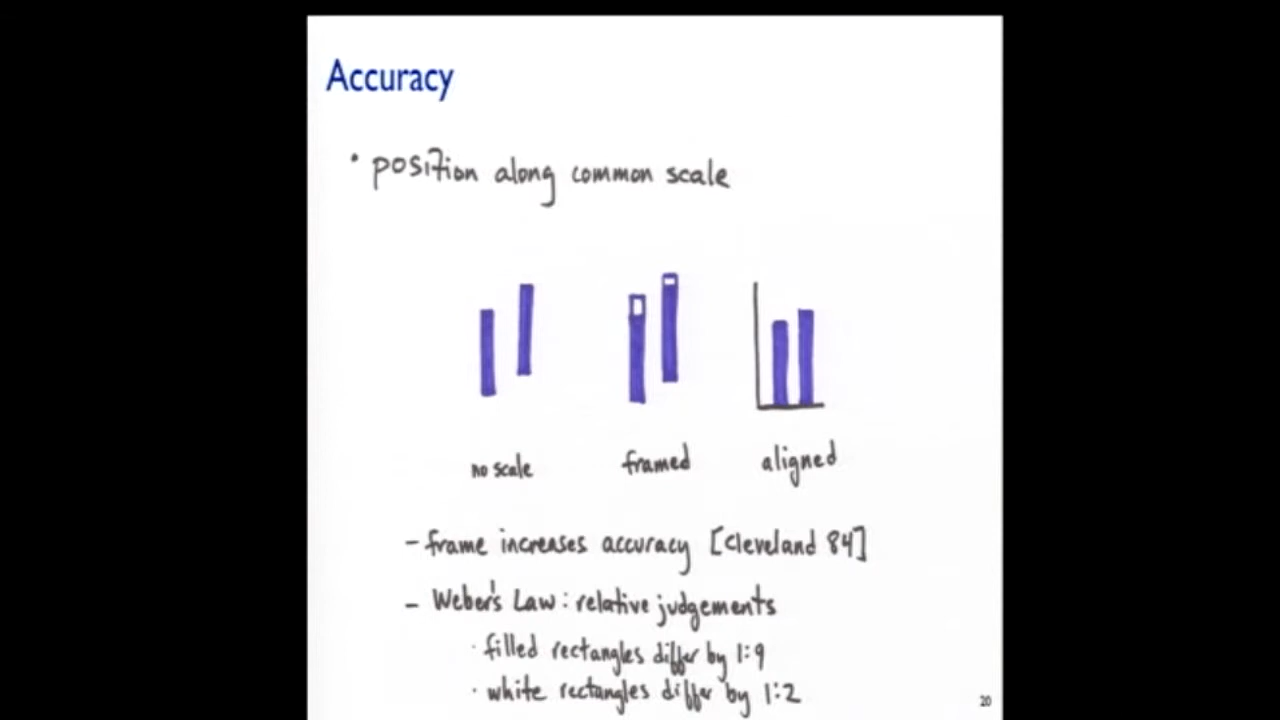 Accuracy
• position along common scale
no scale framed aligned
- frame increases accuracy [Cleveland 84]
- Weber's Law: relative judgements
· filled rectangles differ by 1:9
· white rectangles differ by 1:2
20